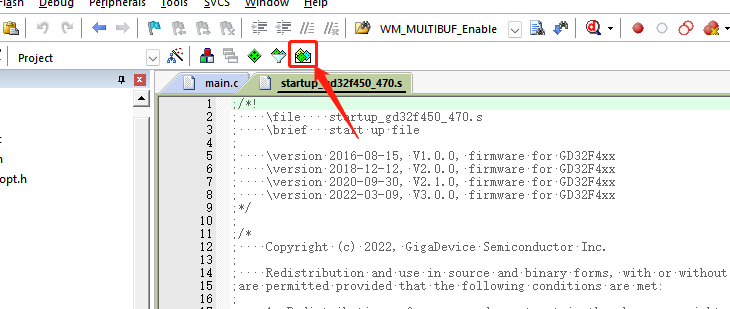 Debug Peripherals Tools SVCS Window Help
WM_MULTIBUF_Enable
Project
main.c startup_gd32f450_470.s
opt.h
1 ;/*!
2 ; \file startup_gd32f450_470.s
3 ; \brief start up file
4 ;
5 ; \version 2016-08-15, V1.0.0, firmware for GD32F4xx
6 ; \version 2018-12-12, V2.0.0, firmware for GD32F4xx
7 ; \version 2020-09-30, V2.1.0, firmware for GD32F4xx
8 ; \version 2022-03-09, V3.0.0, firmware for GD32F4xx
9 ;*/
10 ;
11 ;/*
12 ; Copyright (c) 2022, GigaDevice Semiconductor Inc.
13 ;
14 ; Redistribution and use in source and binary forms, with or without
15 ;are permitted provided that the following conditions are met:
16 ;